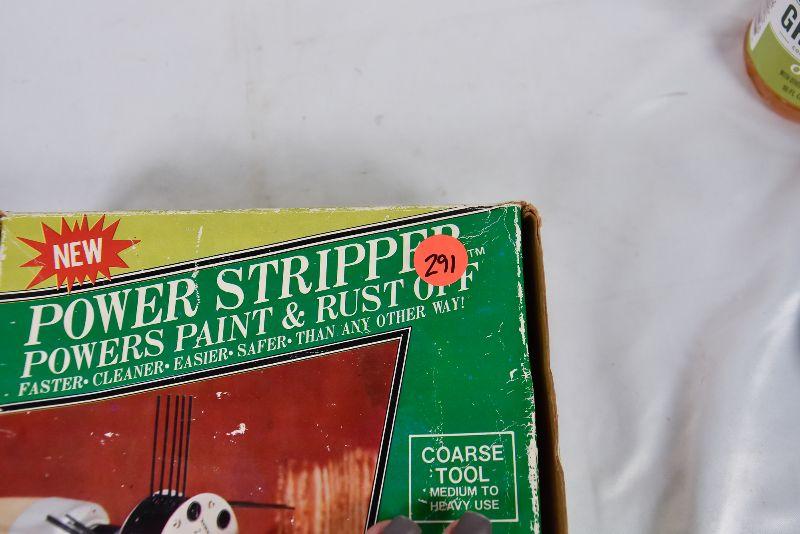 NEW
POWER STRIPPER™
291
POWERS PAINT & RUST OFF
FASTER · CLEANER · EASIER · SAFER · THAN ANY OTHER WAY!
COARSE
TOOL
MEDIUM TO
HEAVY USE